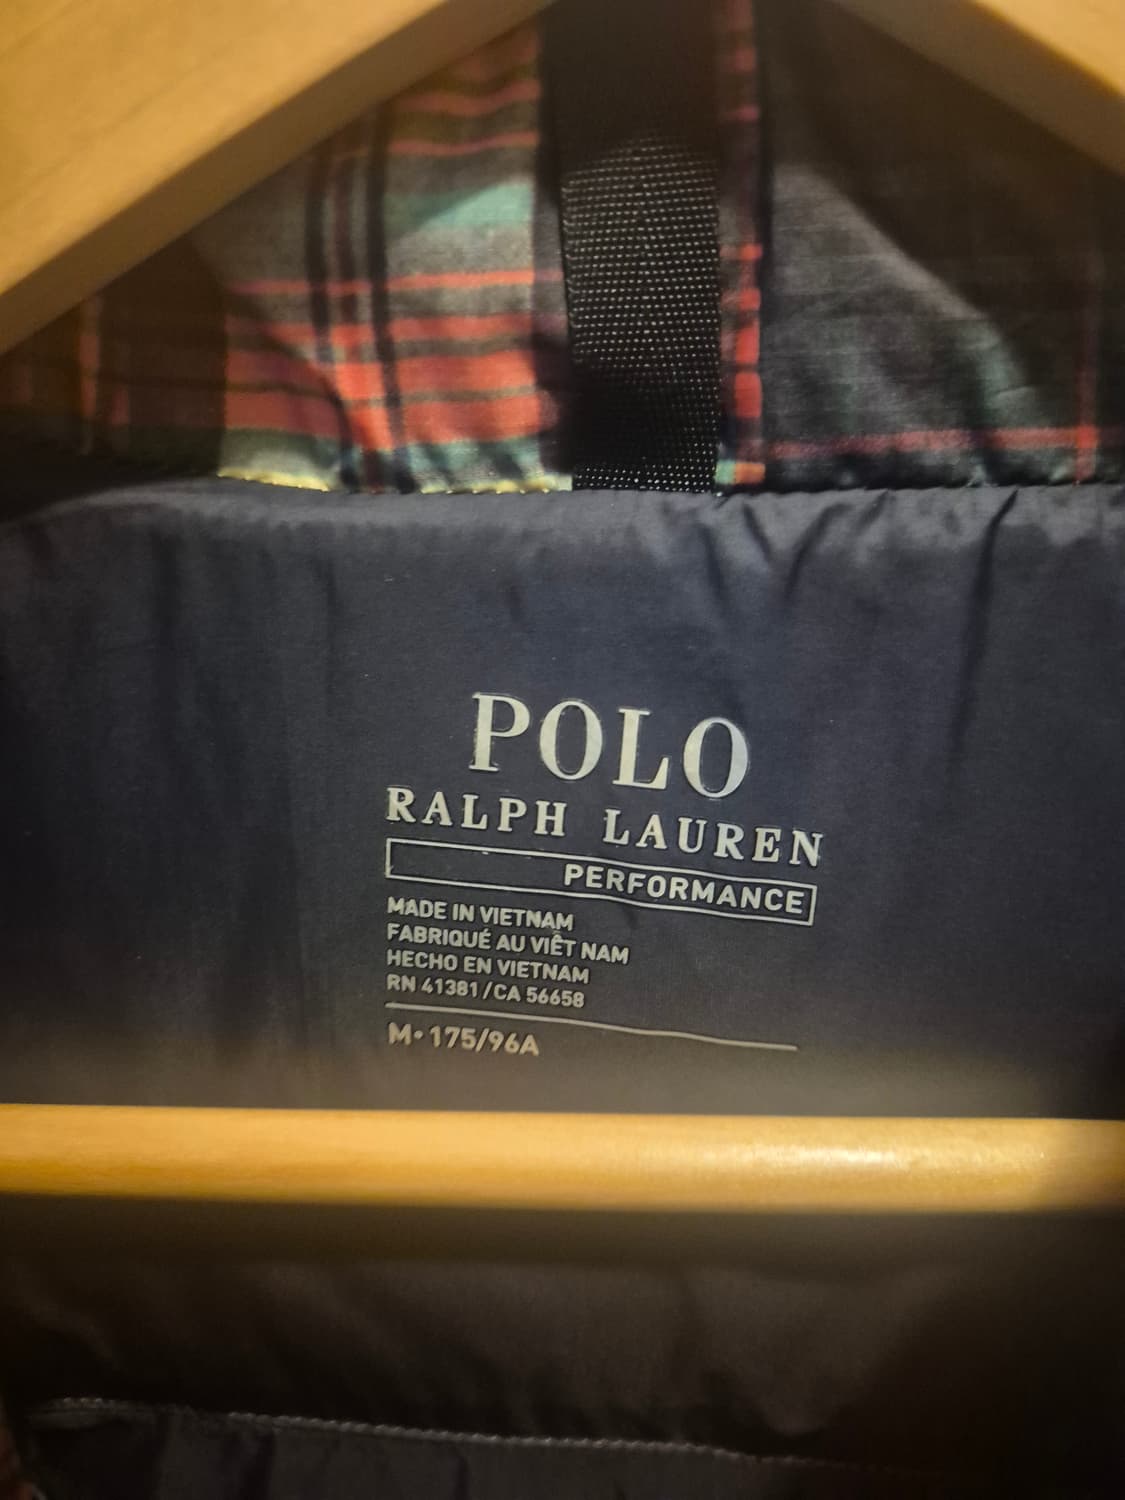 POLO
RALPH LAUREN
PERFORMANCE
MADE IN VIETNAM
FABRIQUÉ AU VIÊT NAM
HECHO EN VIETNAM
RN 41381/CA 56658
M• 175/96A